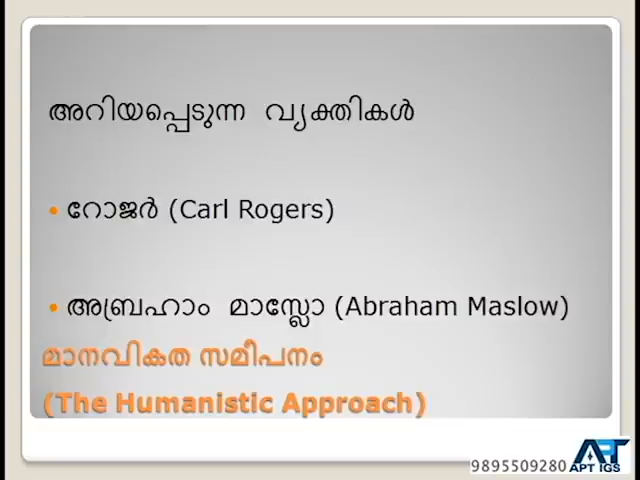 അറിയപ്പെടുന്ന വ്യക്തികൾ
• റോജർ (Carl Rogers)
• അബ്രഹാം മാസ്ലോ (Abraham Maslow)
മാനവികത സമീപനം
(The Humanistic Approach)
9895509280
APT
APT IGS